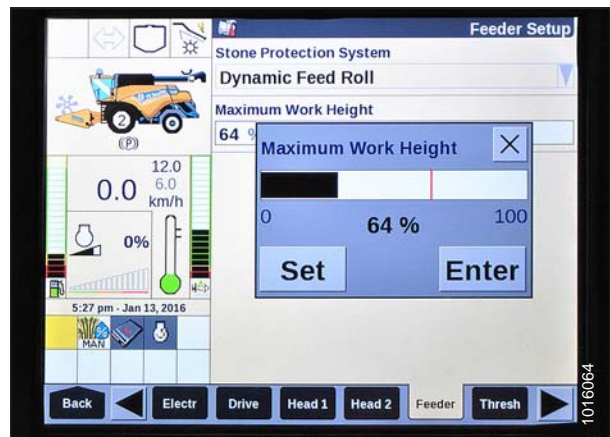 Feeder Setup
Stone Protection System
Dynamic Feed Roll
Maximum Work Height
64 %
Maximum Work Height
0
64 %
100
Set
Enter
2
(P)
12.0
0.0
6.0
km/h
0%
5:27 pm - Jan 13, 2016
MAN
Back
Electr
Drive
Head 1
Head 2
Feeder
Thresh
1016064